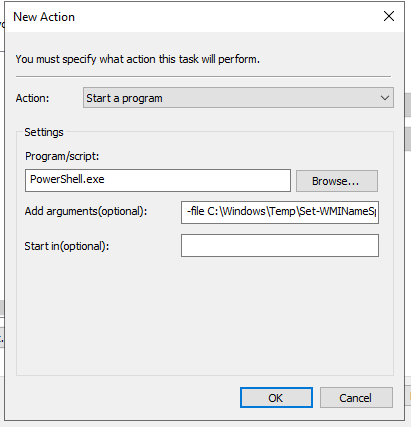 New Action
You must specify what action this task will perform.
Action: Start a program
Settings
Program/script:
PowerShell.exe Browse...
Add arguments(optional): -file C:\Windows\Temp\Set-WMINameSp
Start in(optional):
OK Cancel